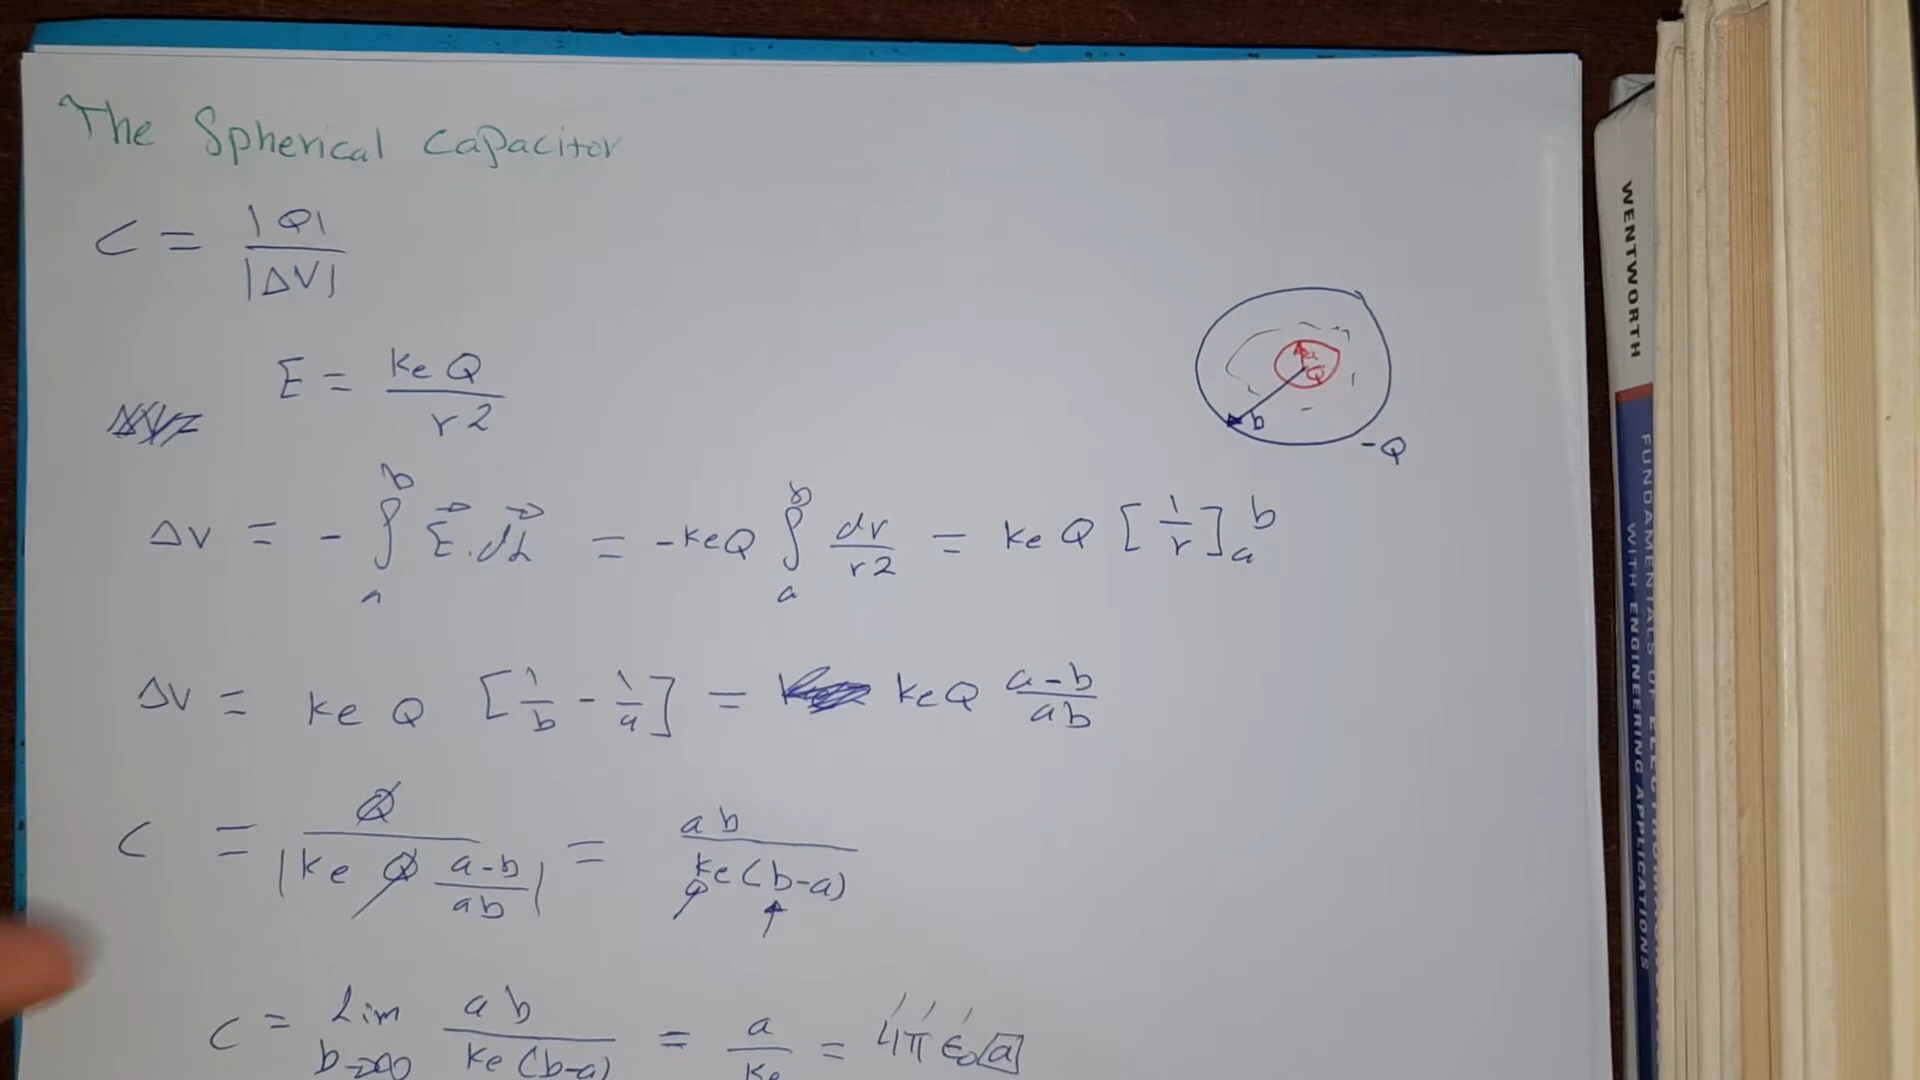 The Spherical Capacitor
C = |Q| / |ΔV|
E = ke Q / r2
a
Q
b
-Q
ΔV = - ∫ a b E⃗ . dL⃗ = -keQ ∫ a b dr / r2 = ke Q [ 1 / r ] a b
ΔV = ke Q [ 1/b - 1/a ] = keQ a-b / ab
C = Q / |ke Q a-b / ab| = ab / ke(b-a)
C = Lim b→∞ ab / ke(b-a) = a / ke = 4π ε0 a
WENTWORTH
FUNDAMENTALS OF
WITH ENGINEERING APPLICATIONS